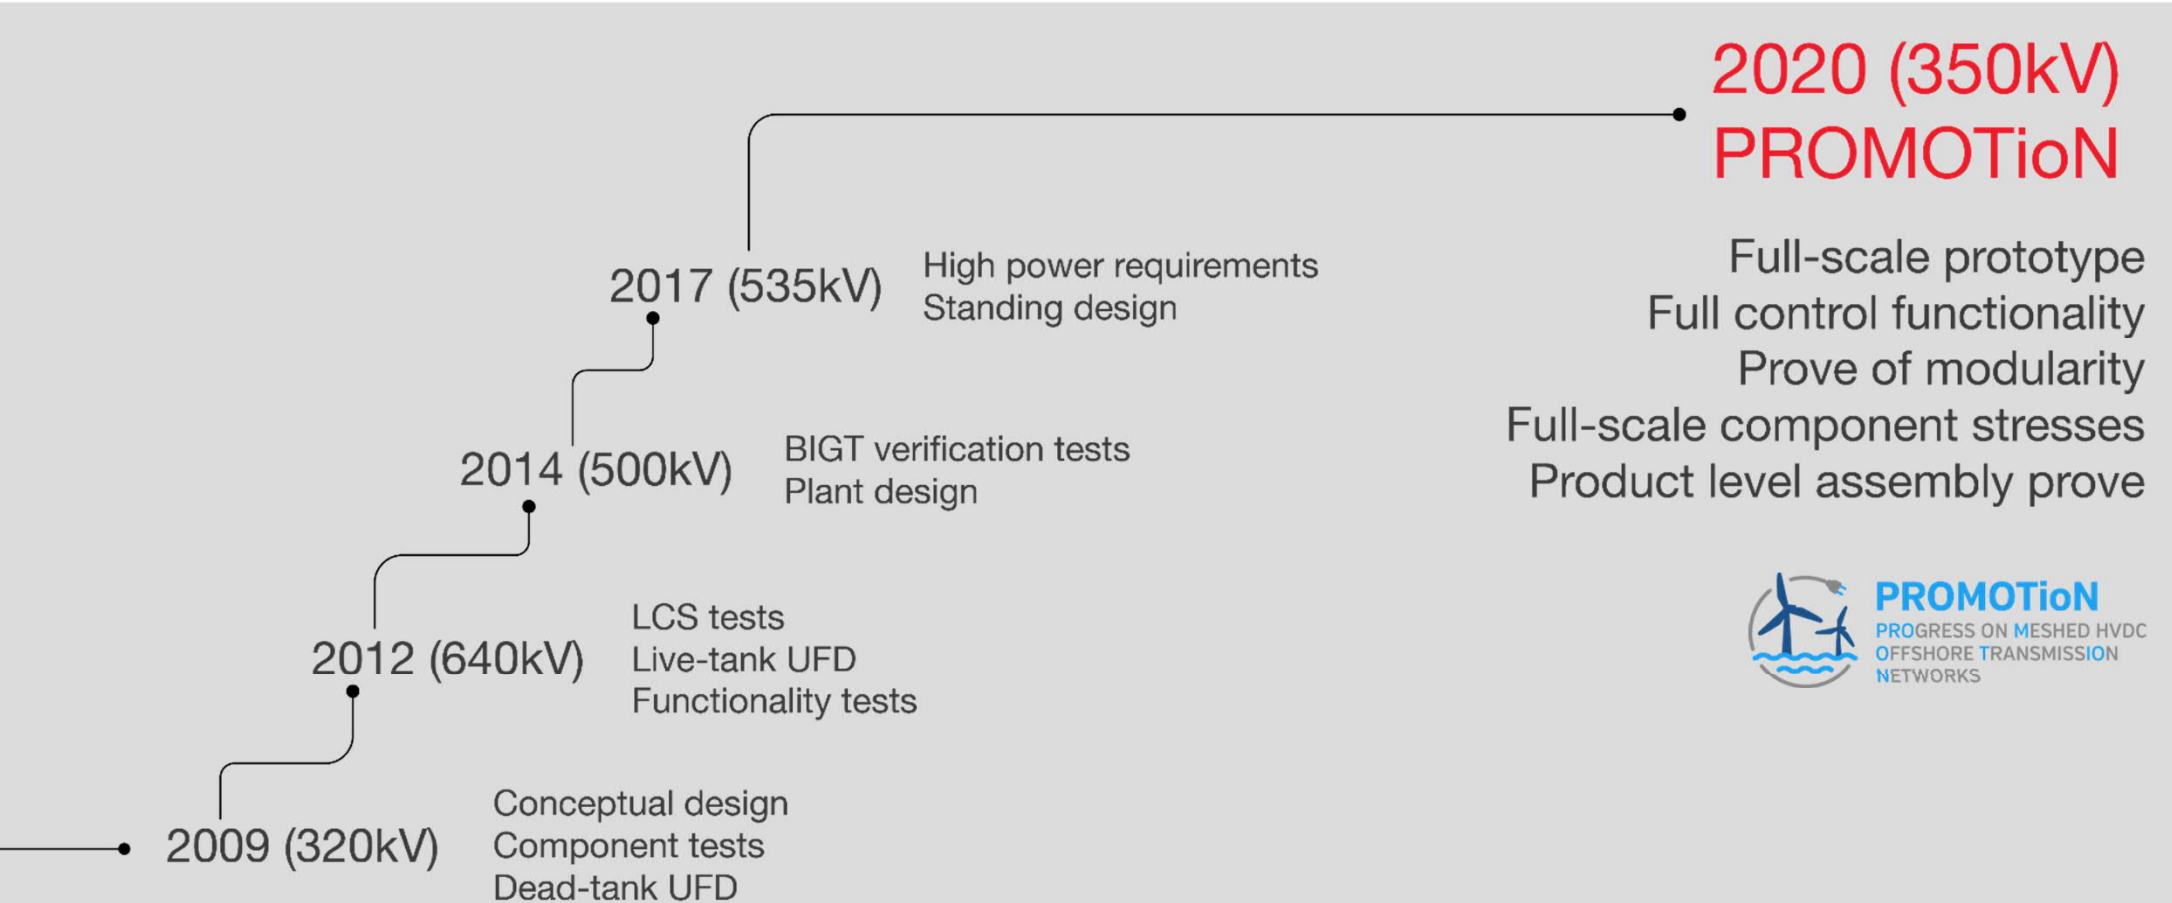 2020 (350kV)
PROMOTioN
Full-scale prototype
Full control functionality
Prove of modularity
Full-scale component stresses
Product level assembly prove
2017 (535kV)
High power requirements
Standing design
2014 (500kV)
BIGT verification tests
Plant design
2012 (640kV)
LCS tests
Live-tank UFD
Functionality tests
2009 (320kV)
Conceptual design
Component tests
Dead-tank UFD
PROMOTioN
PROGRESS ON MESHED HVDC
OFFSHORE TRANSMISSION
NETWORKS